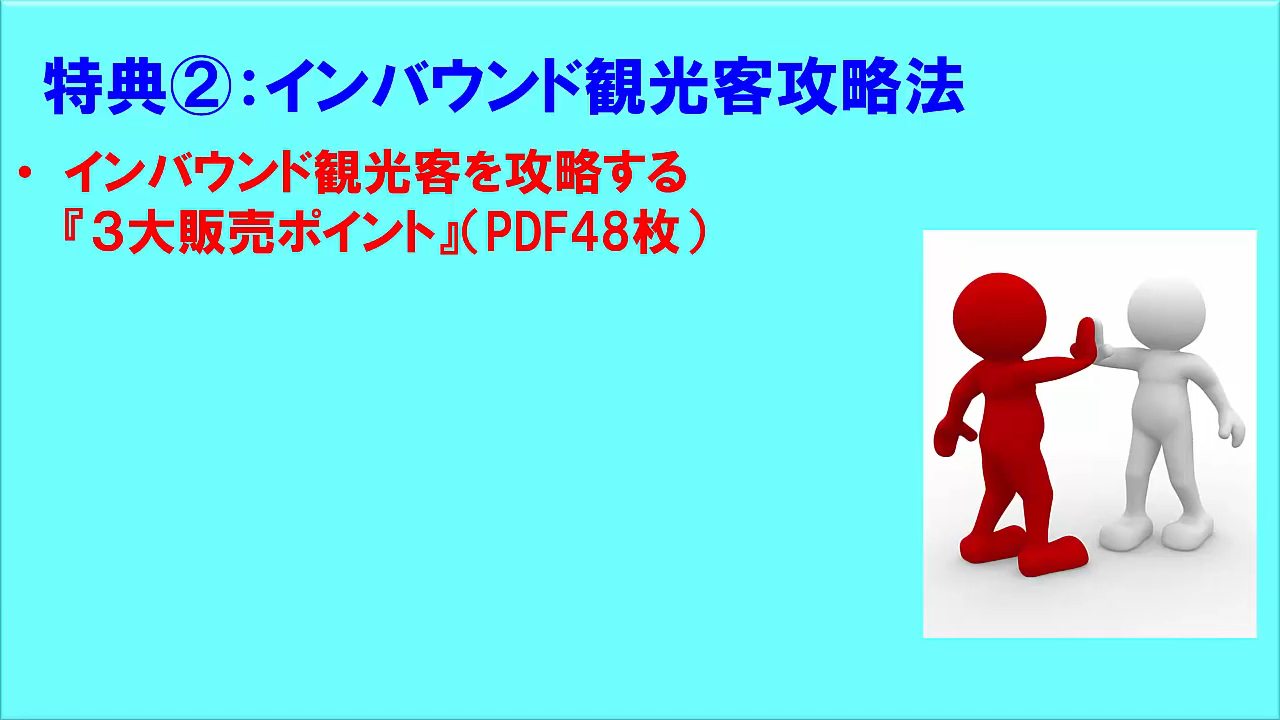 特典②：インバウンド観光客攻略法
• インバウンド観光客を攻略する
『３大販売ポイント』（PDF48枚）